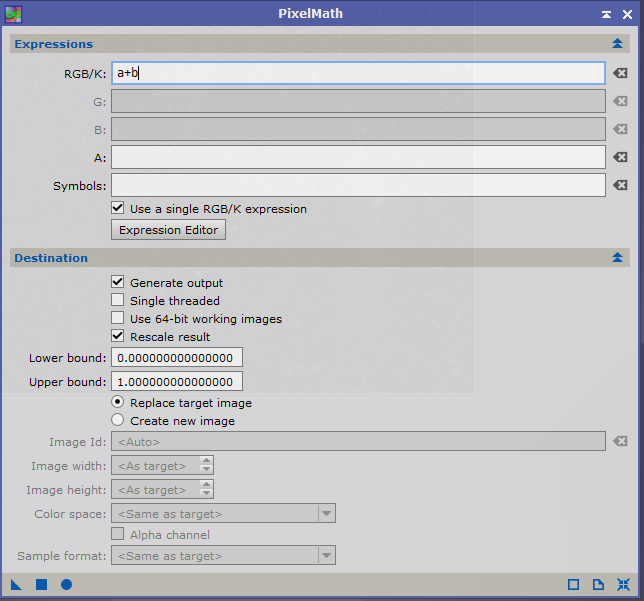 PixelMath
Expressions
RGB/K: a+b
G:
B:
A:
Symbols:
Use a single RGB/K expression
Expression Editor
Destination
Generate output
Single threaded
Use 64-bit working images
Rescale result
Lower bound: 0.000000000000000
Upper bound: 1.000000000000000
Replace target image
Create new image
Image Id: <Auto>
Image width: <As target>
Image height: <As target>
Color space: <Same as target>
Alpha channel
Sample format: <Same as target>